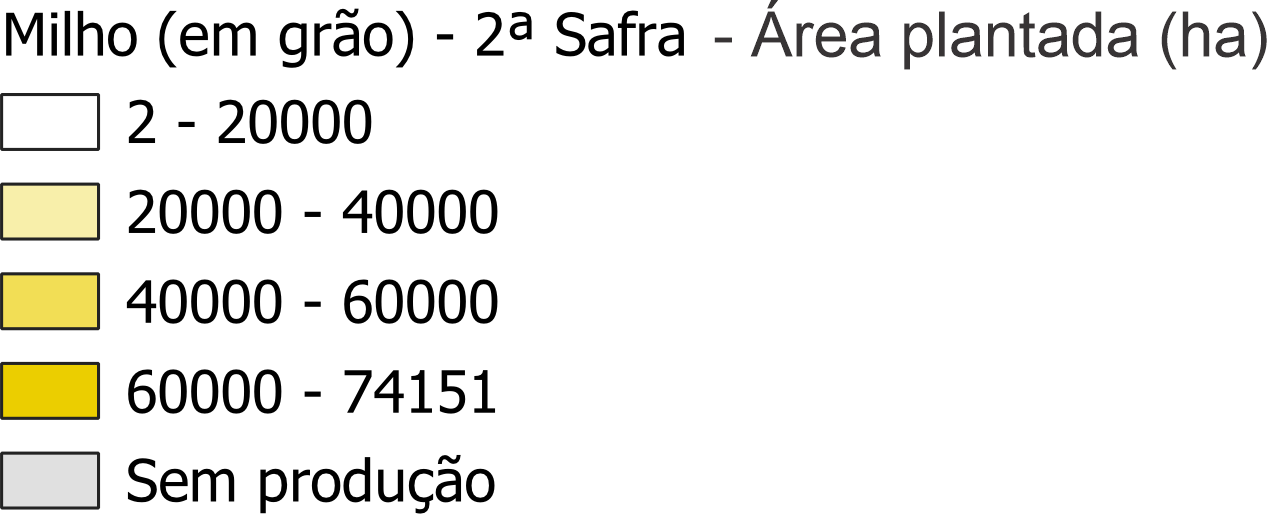 Milho (em grão) - 2ª Safra - Área plantada (ha)
2 - 20000
20000 - 40000
40000 - 60000
60000 - 74151
Sem produção